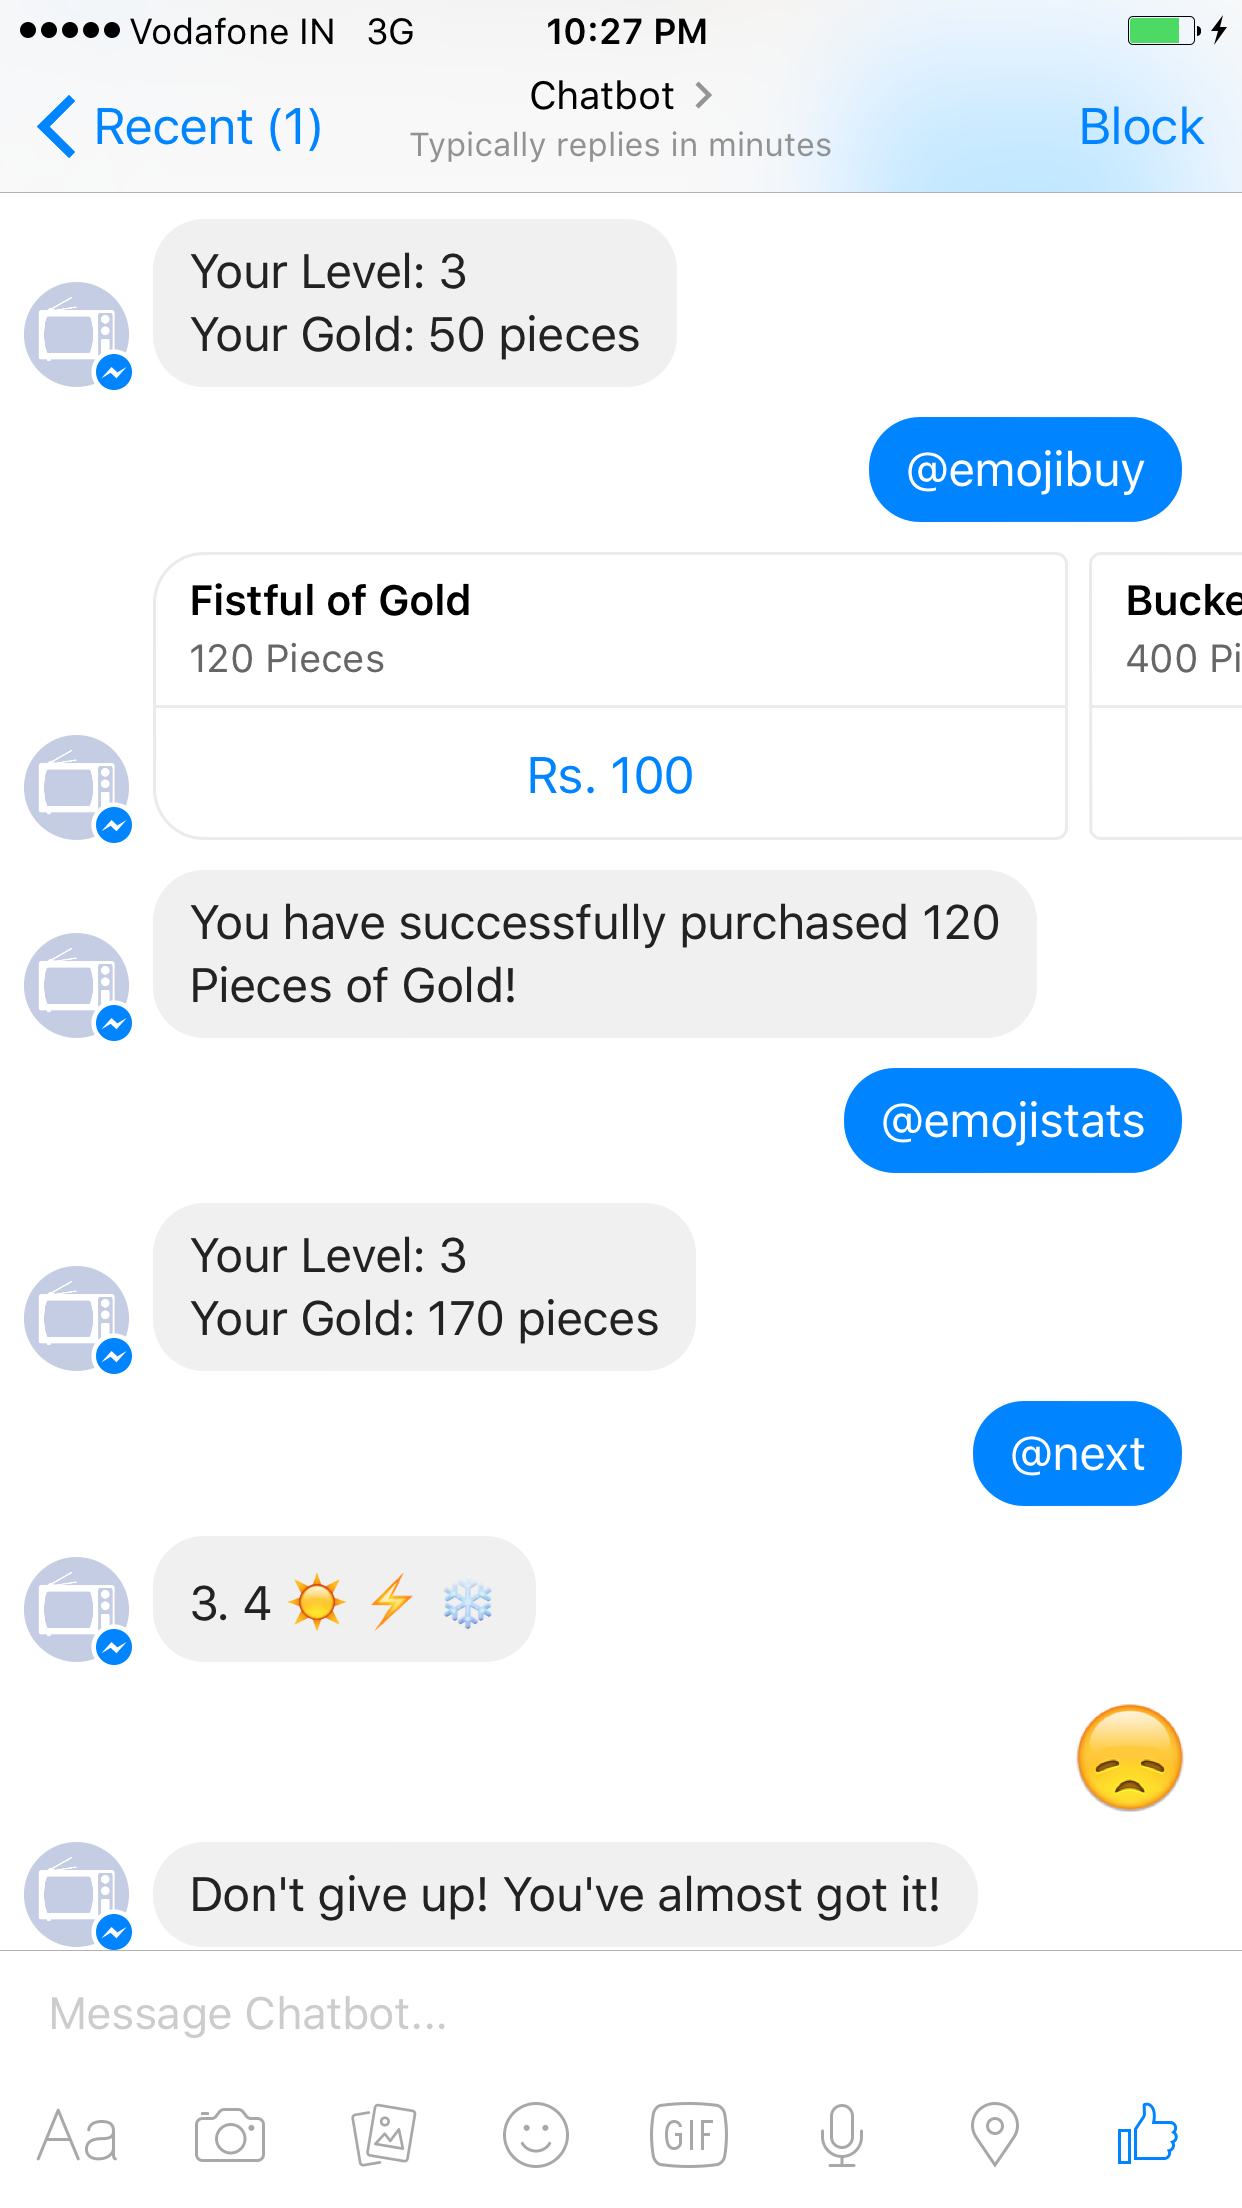 Vodafone IN 3G 10:27 PM
Chatbot
Recent (1)
Typically replies in minutes
Block
Your Level: 3
Your Gold: 50 pieces
@emojibuy
Fistful of Gold
120 Pieces
Rs. 100
Bucke
400 Pi
You have successfully purchased 120
Pieces of Gold!
@emojistats
Your Level: 3
Your Gold: 170 pieces
@next
3. 4 ☀️ ⚡ ❄️
😞
Don't give up! You've almost got it!
Message Chatbot...
Aa
GIF